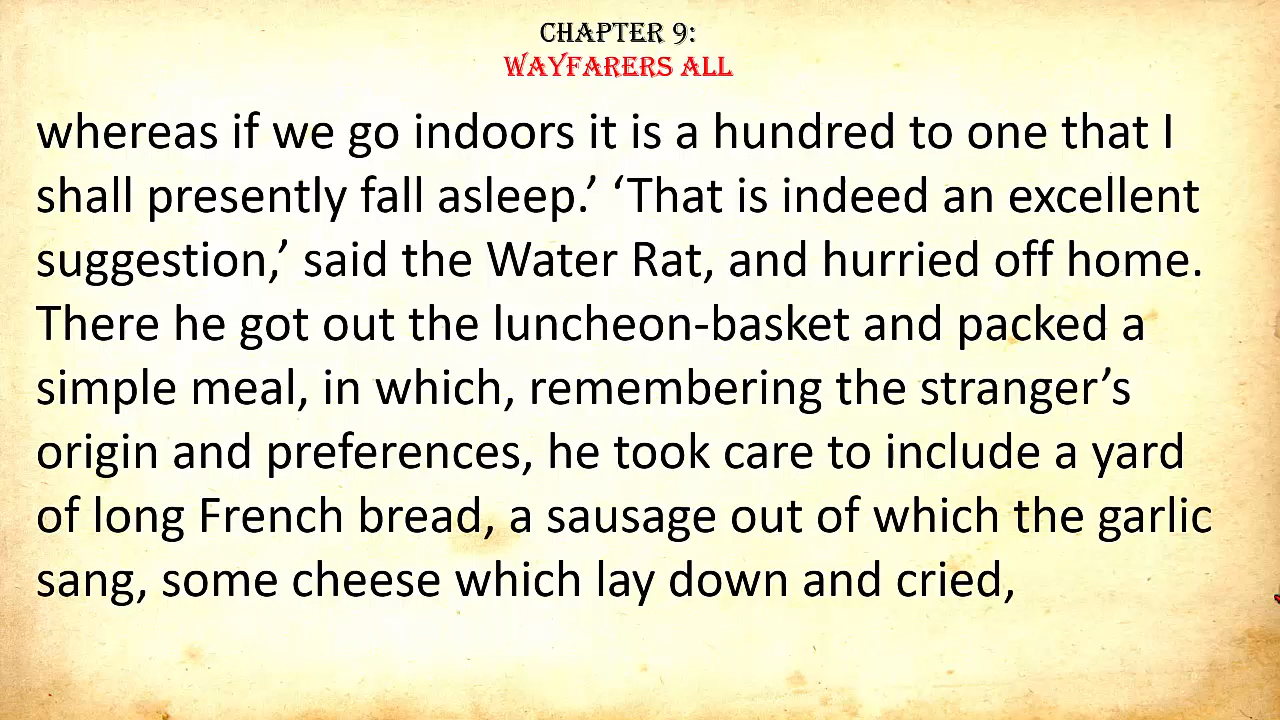 CHAPTER 9:
WAYFARERS ALL
whereas if we go indoors it is a hundred to one that I
shall presently fall asleep.’ ‘That is indeed an excellent
suggestion,’ said the Water Rat, and hurried off home.
There he got out the luncheon-basket and packed a
simple meal, in which, remembering the stranger’s
origin and preferences, he took care to include a yard
of long French bread, a sausage out of which the garlic
sang, some cheese which lay down and cried,